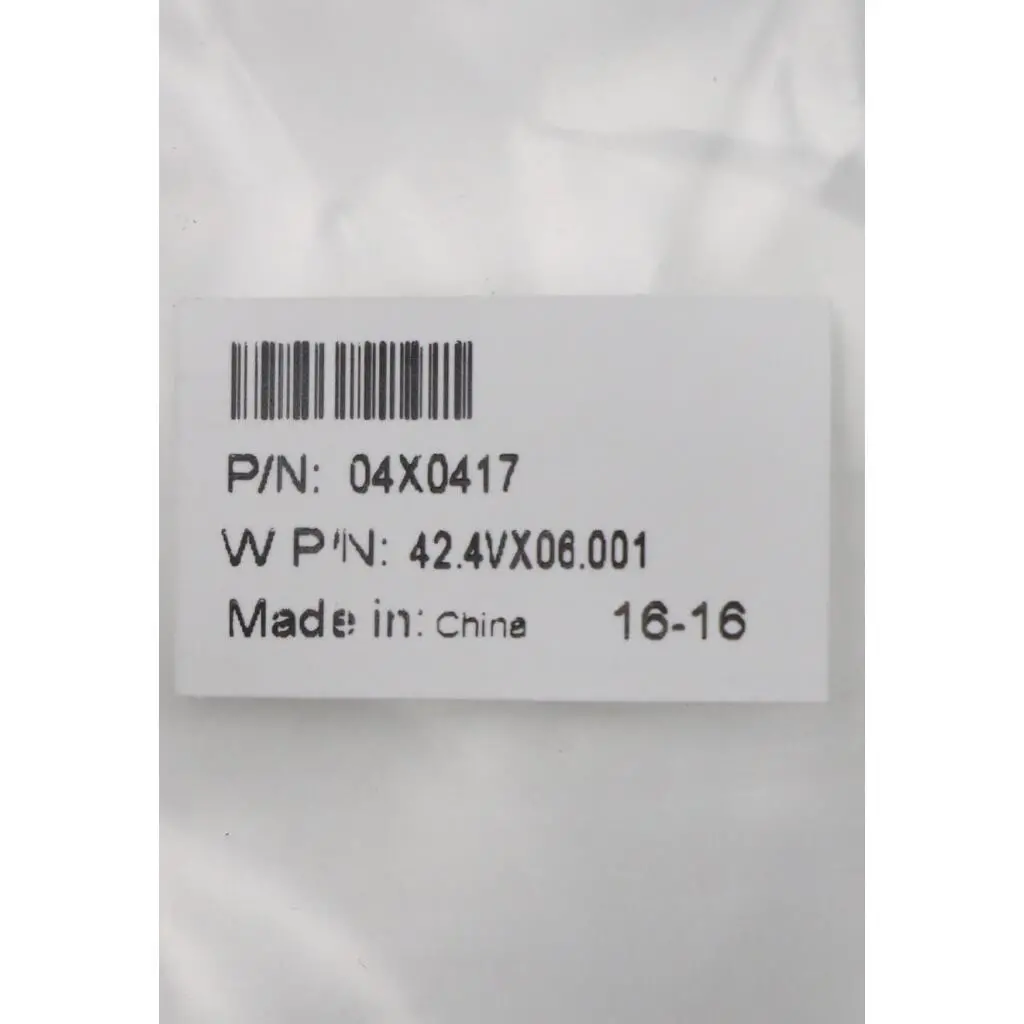 P/N: 04X0417
W P/N: 42.4VX06.001
Made in: China 16-16